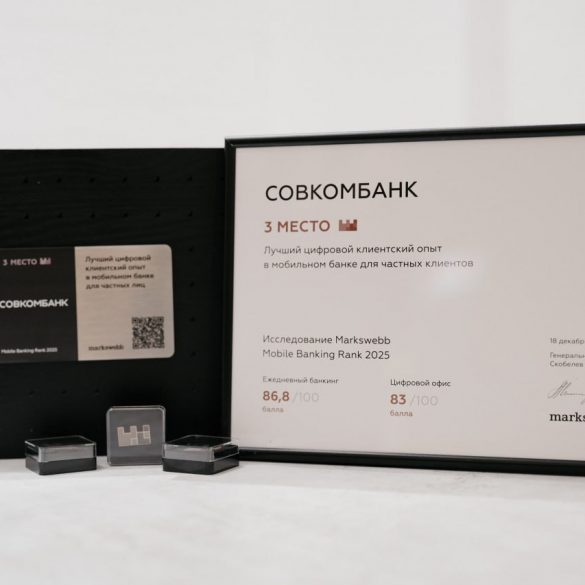 3 МЕСТО
Лучший цифровой
клиентский опыт
в мобильном банке
для частных лиц
СОВКОМБАНК
Mobile Banking Rank 2025
markswebb
СОВКОМБАНК
3 МЕСТО
Лучший цифровой клиентский опыт
в мобильном банке для частных клиентов
Исследование Markswebb
Mobile Banking Rank 2025
Ежедневный банкинг
86,8 /100
балла
Цифровой офис
83 /100
балла
18 декабр
Генераль
Скобелев
marks